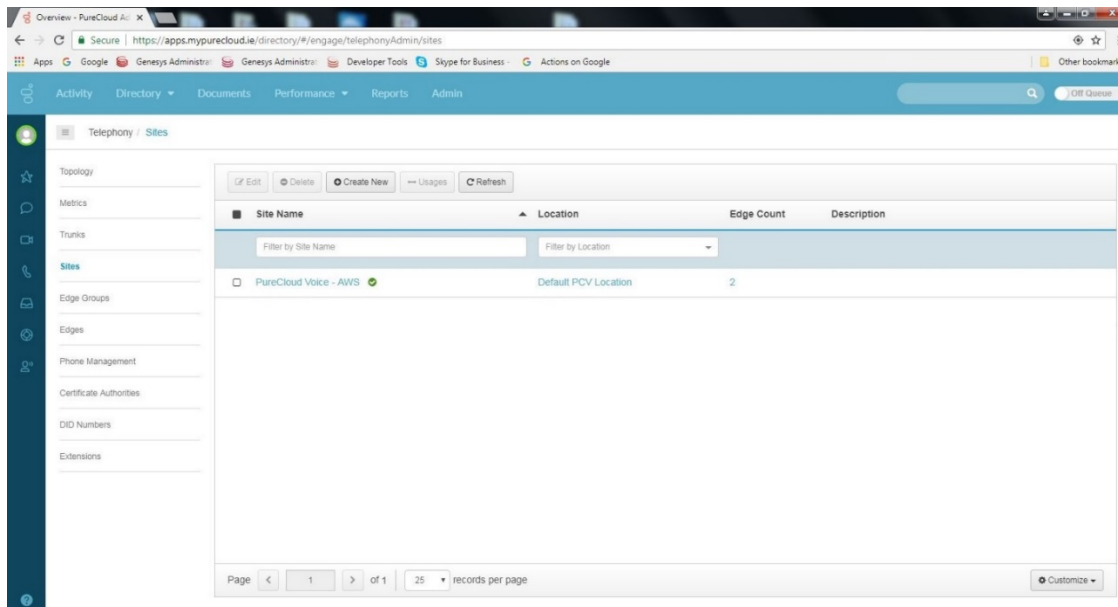 Overview - PureCloud Ad
Secure | https://apps.mypurecloud.ie/directory/#/engage/telephonyAdmin/sites
Apps Google Genesys Administra Genesys Administra Developer Tools Skype for Business - Actions on Google Other bookmark
Activity Directory Documents Performance Reports Admin Off Queue
Telephony / Sites
Topology
Metrics
Trunks
Sites
Edge Groups
Edges
Phone Management
Certificate Authorities
DID Numbers
Extensions
Edit Delete Create New Usages Refresh
Site Name Location Edge Count Description
Filter by Site Name Filter by Location
PureCloud Voice - AWS Default PCV Location 2
Page 1 of 1 25 records per page Customize